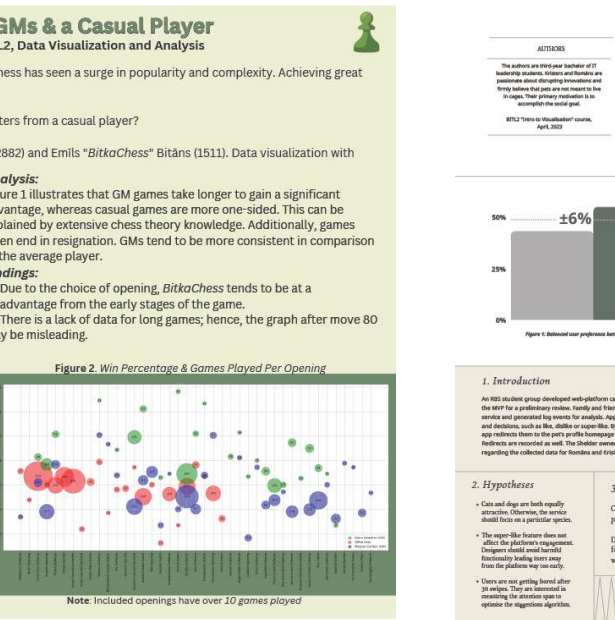 GMs & a Casual Player
L2, Data Visualization and Analysis
ness has seen a surge in popularity and complexity. Achieving great
ters from a casual player?
2882) and Emīls "BitkaChess" Bitāns (1511). Data visualization with
alysis:
ure 1 illustrates that GM games take longer to gain a significant
vantage, whereas casual games are more one-sided. This can be
plained by extensive chess theory knowledge. Additionally, games
en end in resignation. GMs tend to be more consistent in comparison
the average player.
ndings:
Due to the choice of opening, BitkaChess tends to be at a
advantage from the early stages of the game.
There is a lack of data for long games; hence, the graph after move 80
y be misleading.
Figure 2. Win Percentage & Games Played Per Opening
Note: Included openings have over 10 games played
AUTHORS
The authors are third-year bachelor of IT
leadership students. Kristers and Romāns are
passionate about disrupting innovations and
firmly believe that pets are not meant to live
in cages. Their primary motivation is to
accomplish the social goal.
BITL2 "Intro to Visualisation" course,
April, 2023
50%
±6%
25%
0%
Figure 1: Balanced user preference bet
1. Introduction
An RBS student group developed web-platform ca
the MVP for a preliminary review. Family and frien
service and generated log events for analysis. App
and decisions, such as like, dislike or super-like. B
app redirects them to the pet's profile homepage
Redirects are recorded as well. The Shelder owne
regarding the collected data for Romāns and Krist
2. Hypotheses
• Cats and dogs are both equally
attractive. Otherwise, the service
should focus on a particular species.
• The super-like feature does not
affect the platform's engagement.
Designers should avoid harmful
functionality leading users away
from the platform way too early.
• Users are not getting bored after
30 swipes. They are interested in
measuring the attention span to
optimise the suggestions algorithm.
3
C
p
D
f
w